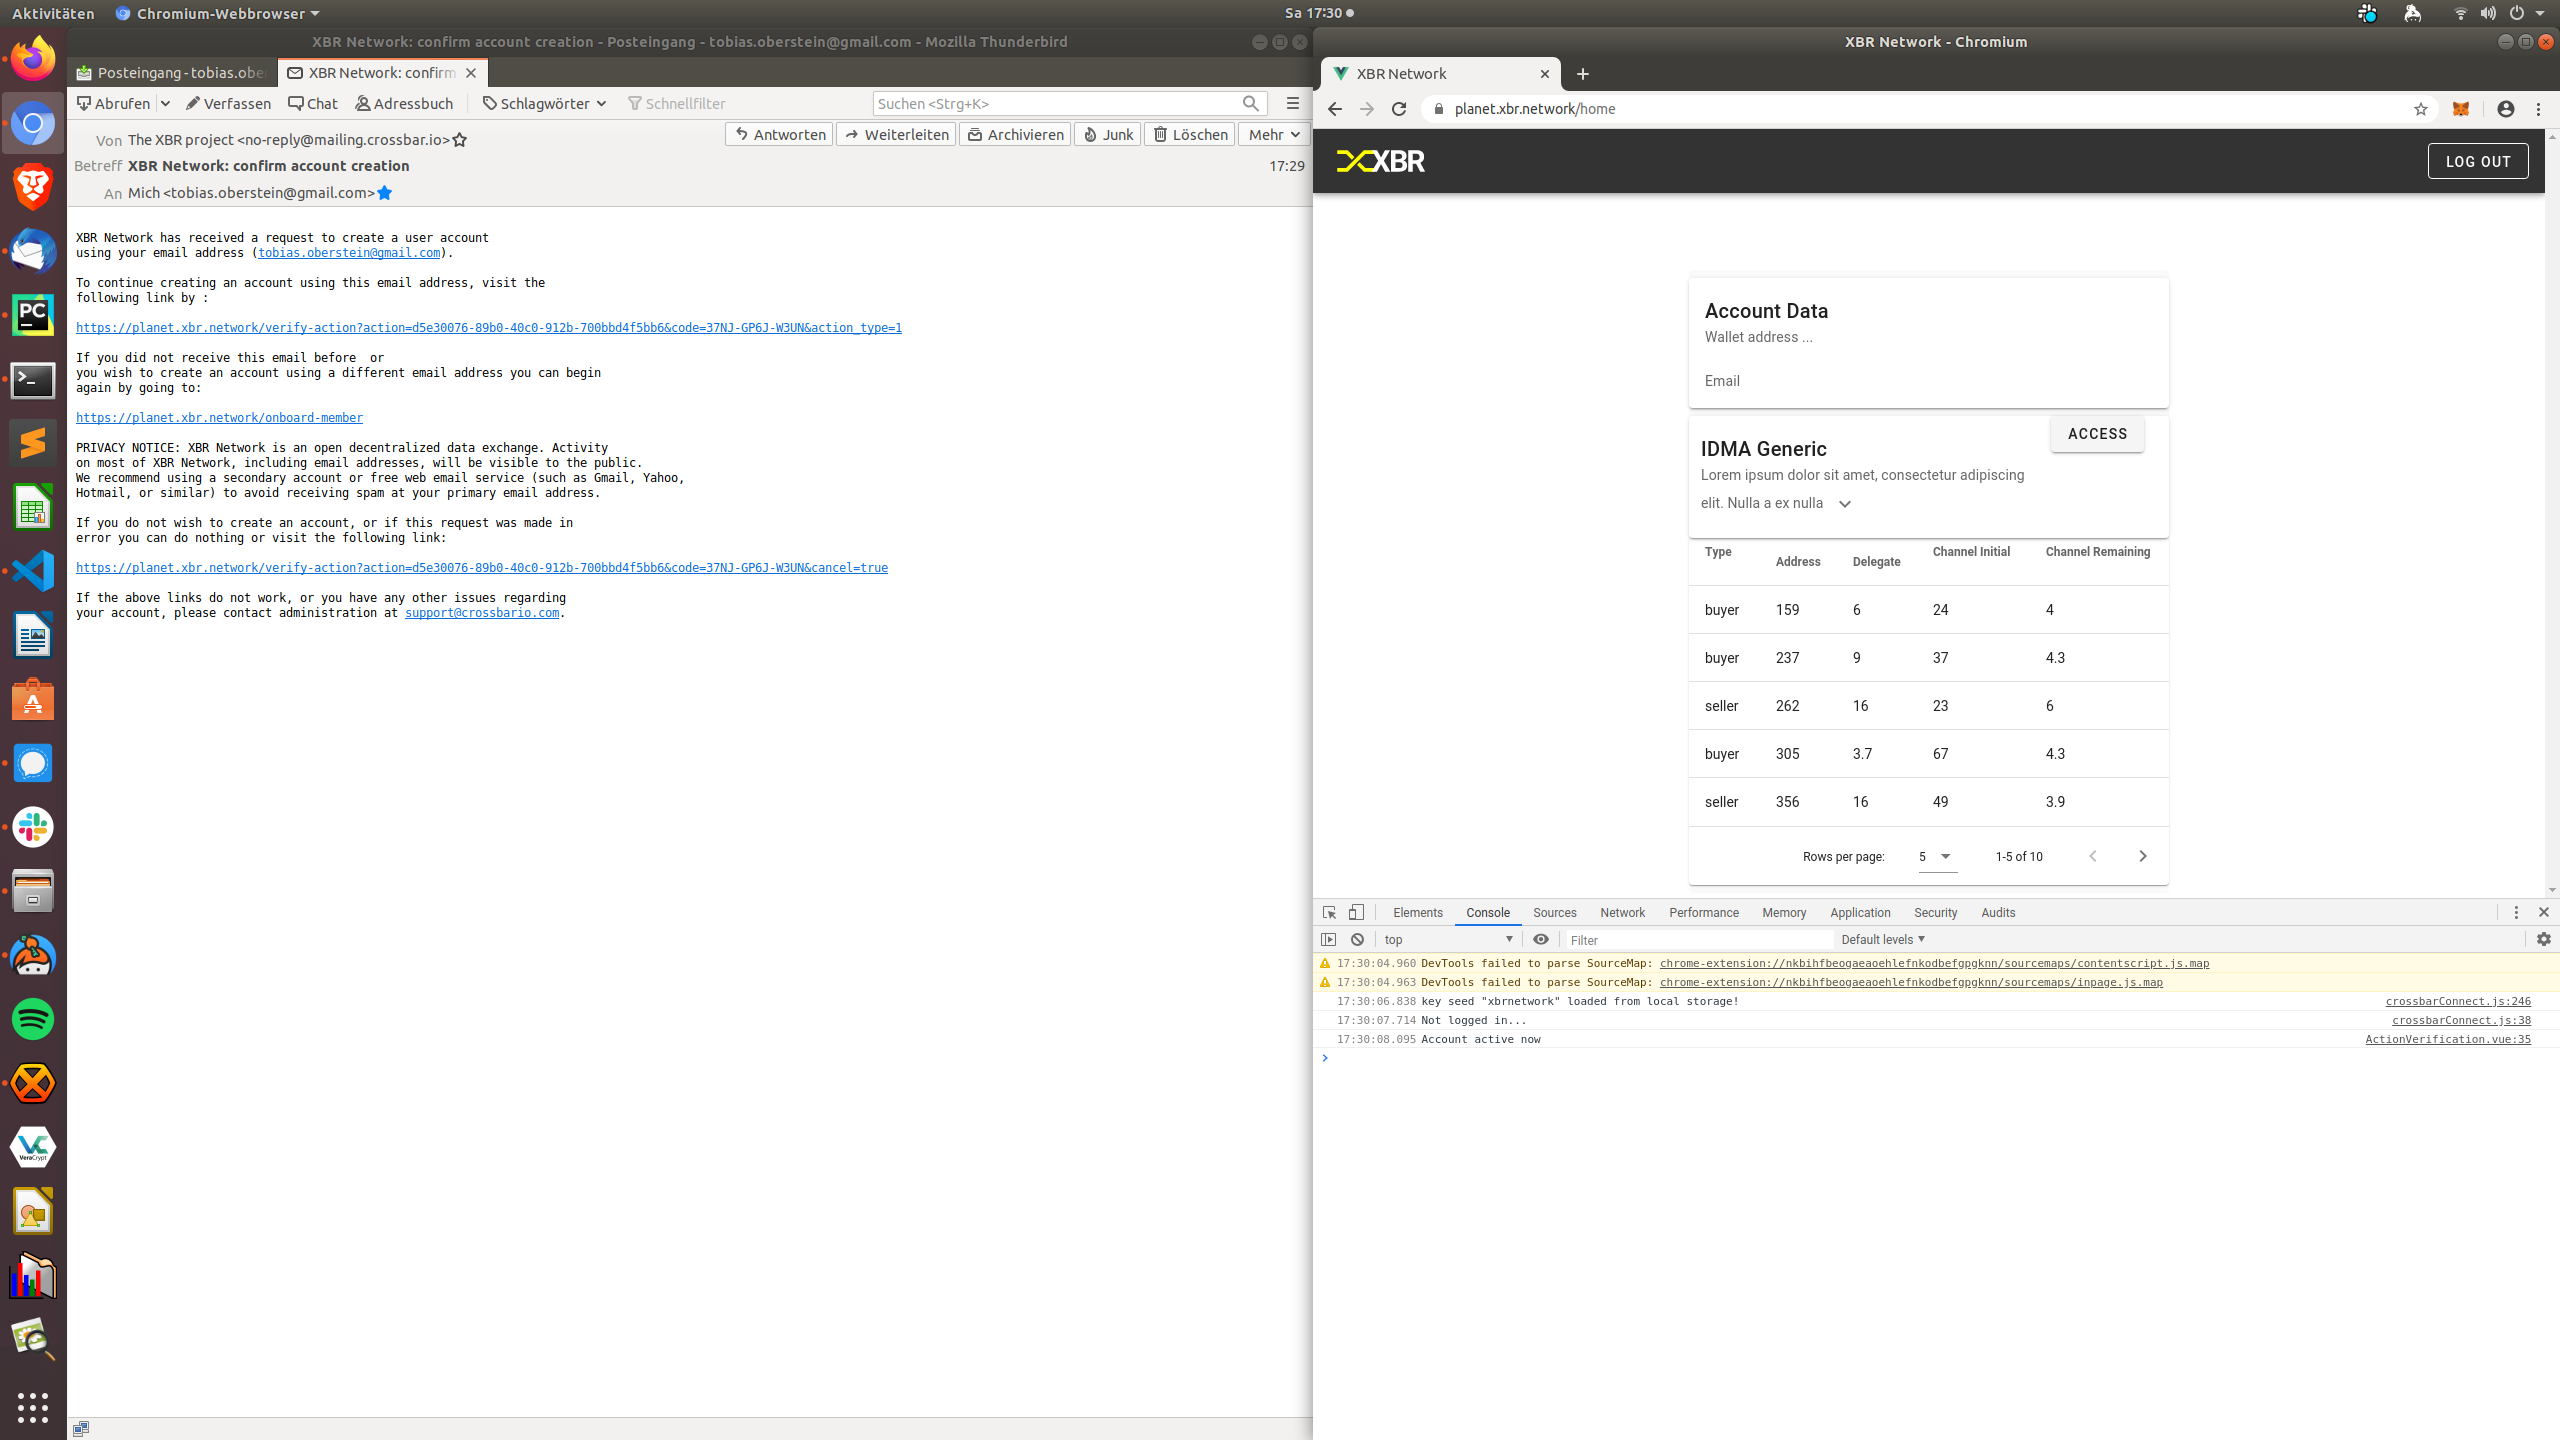 Aktivitäten
Chromium-Webbrowser
Sa 17:30
XBR Network: confirm account creation - Posteingang - tobias.oberstein@gmail.com - Mozilla Thunderbird
Posteingang - tobias.obe
XBR Network: confirm
Abrufen
Verfassen
Chat
Adressbuch
Schlagwörter
Schnellfilter
Suchen <Strg+K>
Von The XBR project <no-reply@mailing.crossbar.io>
Antworten
Weiterleiten
Archivieren
Junk
Löschen
Mehr
Betreff XBR Network: confirm account creation
17:29
An Mich <tobias.oberstein@gmail.com>
XBR Network has received a request to create a user account
using your email address (tobias.oberstein@gmail.com).
To continue creating an account using this email address, visit the
following link by :
https://planet.xbr.network/verify-action?action=d5e30076-89b0-40c0-912b-700bbd4f5bb6&code=37NJ-GP6J-W3UN&action_type=1
If you did not receive this email before  or
you wish to create an account using a different email address you can begin
again by going to:
https://planet.xbr.network/onboard-member
PRIVACY NOTICE: XBR Network is an open decentralized data exchange. Activity
on most of XBR Network, including email addresses, will be visible to the public.
We recommend using a secondary account or free web email service (such as Gmail, Yahoo,
Hotmail, or similar) to avoid receiving spam at your primary email address.
If you do not wish to create an account, or if this request was made in
error you can do nothing or visit the following link:
https://planet.xbr.network/verify-action?action=d5e30076-89b0-40c0-912b-700bbd4f5bb6&code=37NJ-GP6J-W3UN&cancel=true
If the above links do not work, or you have any other issues regarding
your account, please contact administration at support@crossbario.com.
PC
VC
VeraCrypt
XBR Network - Chromium
XBR Network
planet.xbr.network/home
XBR
LOG OUT
Account Data
Wallet address ...
Email
ACCESS
IDMA Generic
Lorem ipsum dolor sit amet, consectetur adipiscing
elit. Nulla a ex nulla
Type Address Delegate Channel Initial Channel Remaining
buyer 159 6 24 4
buyer 237 9 37 4.3
seller 262 16 23 6
buyer 305 3.7 67 4.3
seller 356 16 49 3.9
Rows per page: 5 1-5 of 10
Elements Console Sources Network Performance Memory Application Security Audits
top Filter Default levels
17:30:04.960 DevTools failed to parse SourceMap: chrome-extension://nkbihfbeogaeaoehlefnkodbefgpgknn/sourcemaps/contentscript.js.map
17:30:04.963 DevTools failed to parse SourceMap: chrome-extension://nkbihfbeogaeaoehlefnkodbefgpgknn/sourcemaps/inpage.js.map
17:30:06.838 key seed "xbrnetwork" loaded from local storage! crossbarConnect.js:246
17:30:07.714 Not logged in... crossbarConnect.js:38
17:30:08.095 Account active now ActionVerification.vue:35